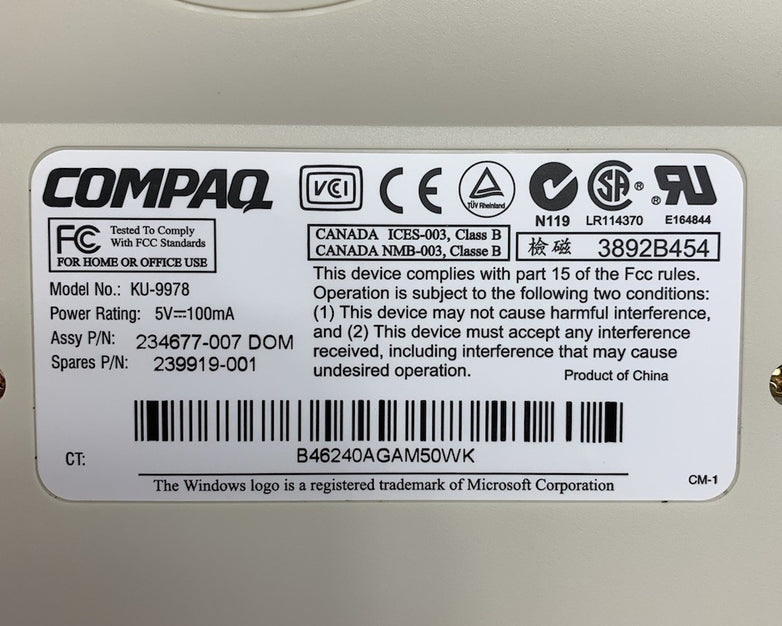 COMPAQ
VCI
CE
TÜV Rheinland
N119
SA ®
LR114370
® RU
E164844
FC Tested To Comply
With FCC Standards
FOR HOME OR OFFICE USE
CANADA ICES-003, Class B
CANADA NMB-003, Classe B
檢磁 3892B454
Model No.: KU-9978
Power Rating: 5V⎓100mA
Assy P/N: 234677-007 DOM
Spares P/N: 239919-001
This device complies with part 15 of the Fcc rules.
Operation is subject to the following two conditions:
(1) This device may not cause harmful interference,
and (2) This device must accept any interference
received, including interference that may cause
undesired operation.
Product of China
CT: B46240AGAM50WK
The Windows logo is a registered trademark of Microsoft Corporation
CM-1